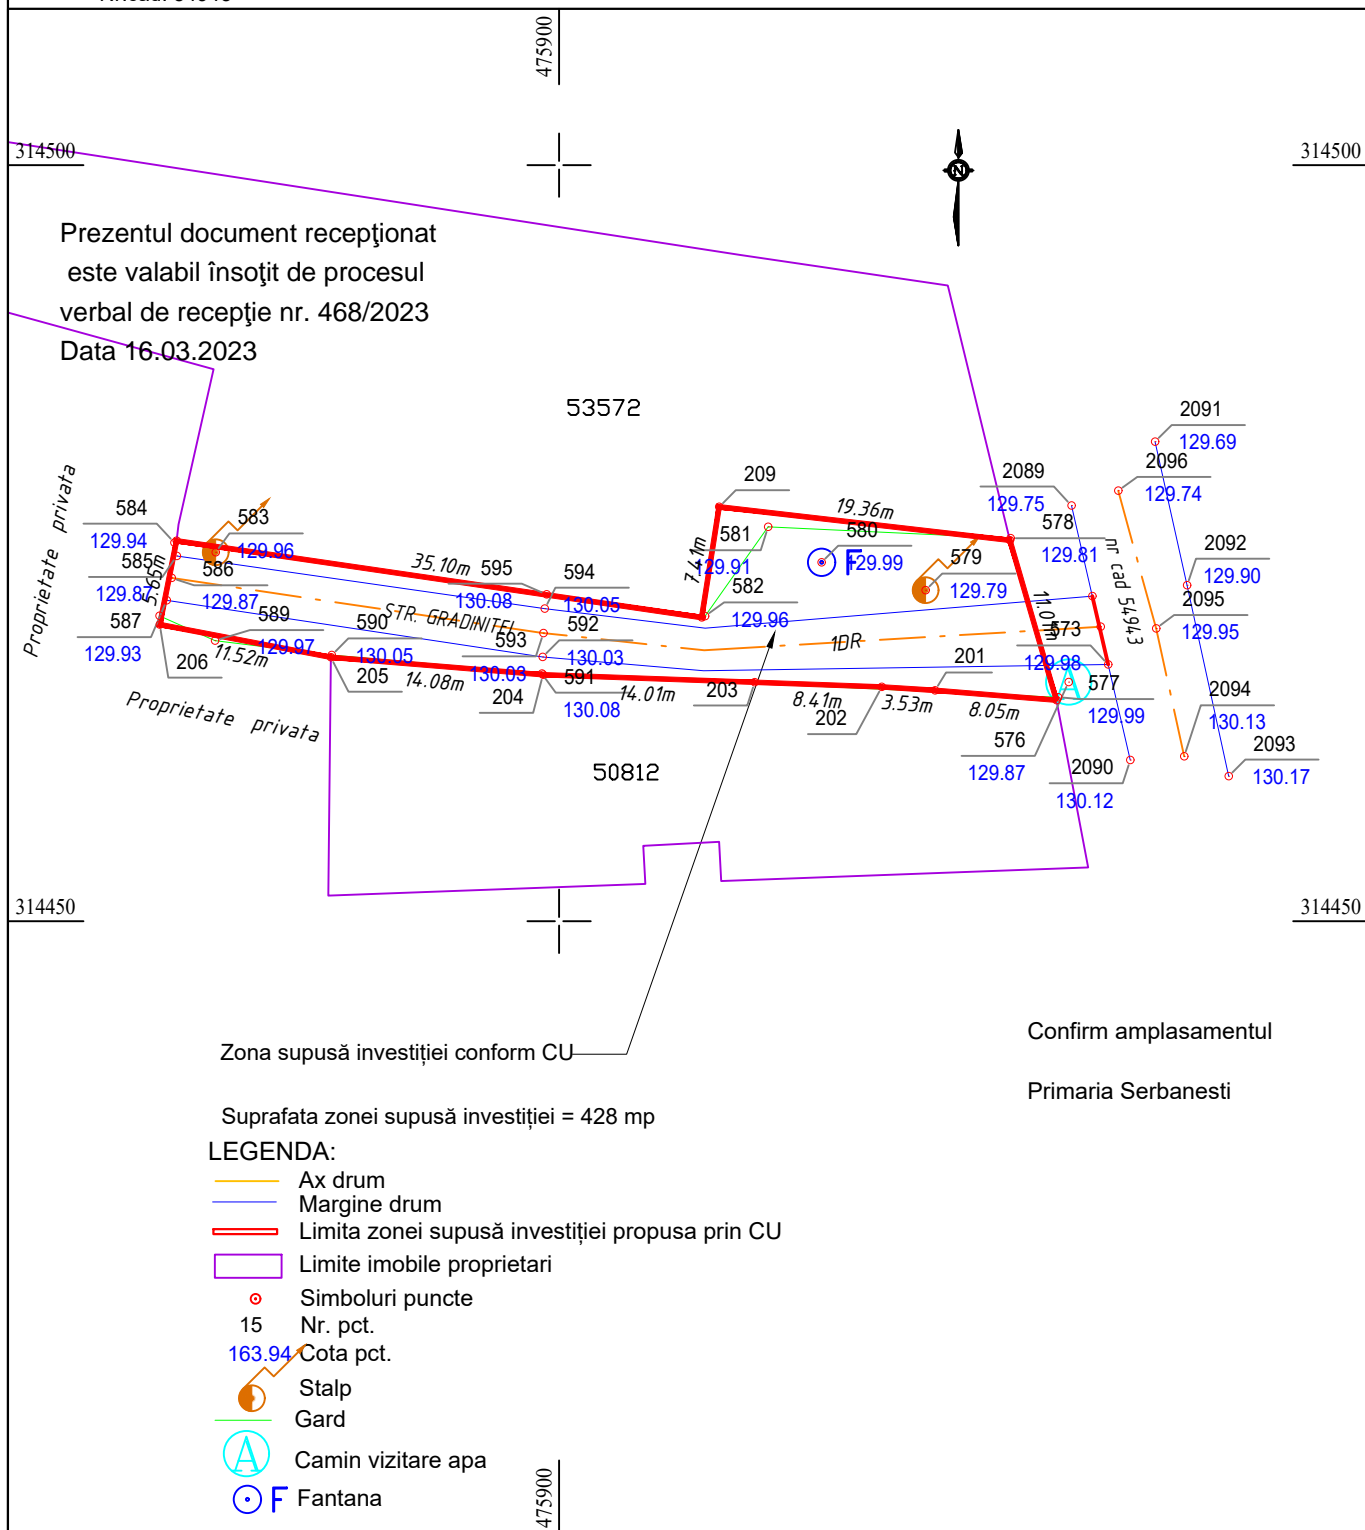 475900
314500
314500
Prezentul document recepţionat
este valabil însoţit de procesul
verbal de recepţie nr. 468/2023
Data 16.03.2023
53572
Proprietate privata
584
129.94
583
129.96
585
129.87
586
129.87
587
129.93
5.65m
206
589
129.97
11.52m
590
130.05
205
35.10m
595
130.08
594
130.05
STR. GRADINITEI
593
130.03
592
130.03
14.08m
204
591
130.08
14.01m
203
209
7.41m
581
129.91
582
129.96
19.36m
580
129.99
F
579
129.79
1DR
8.41m
202
3.53m
201
8.05m
11.01m
578
129.81
573
129.98
A
577
129.99
576
129.87
2089
129.75
2090
130.12
nr cad 54943
2091
129.69
2096
129.74
2092
129.90
2095
129.95
2094
130.13
2093
130.17
Proprietate privata
50812
314450
314450
Zona supusă investiției conform CU
Confirm amplasamentul
Primaria Serbanesti
Suprafata zonei supusă investiției = 428 mp
LEGENDA:
Ax drum
Margine drum
Limita zonei supusă investiției propusa prin CU
Limite imobile proprietari
Simboluri puncte
15 Nr. pct.
163.94 Cota pct.
Stalp
Gard
A Camin vizitare apa
F Fantana
475900